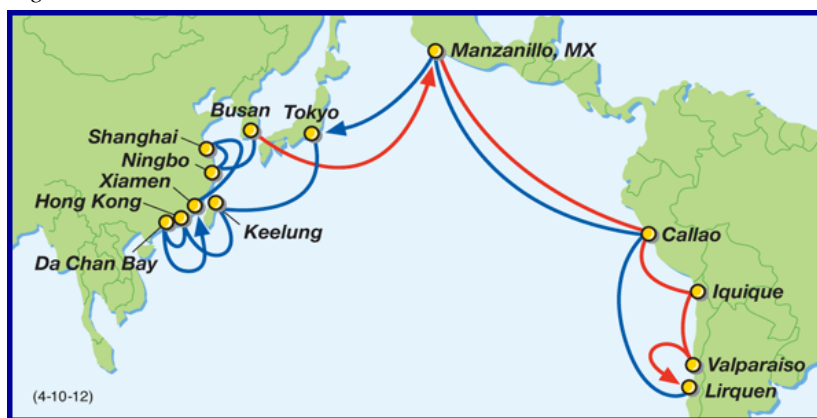 Manzanillo, MX
Busan
Tokyo
Shanghai
Ningbo
Xiamen
Hong Kong
Keelung
Da Chan Bay
Callao
Iquique
Valparaiso
Lirquen
(4-10-12)